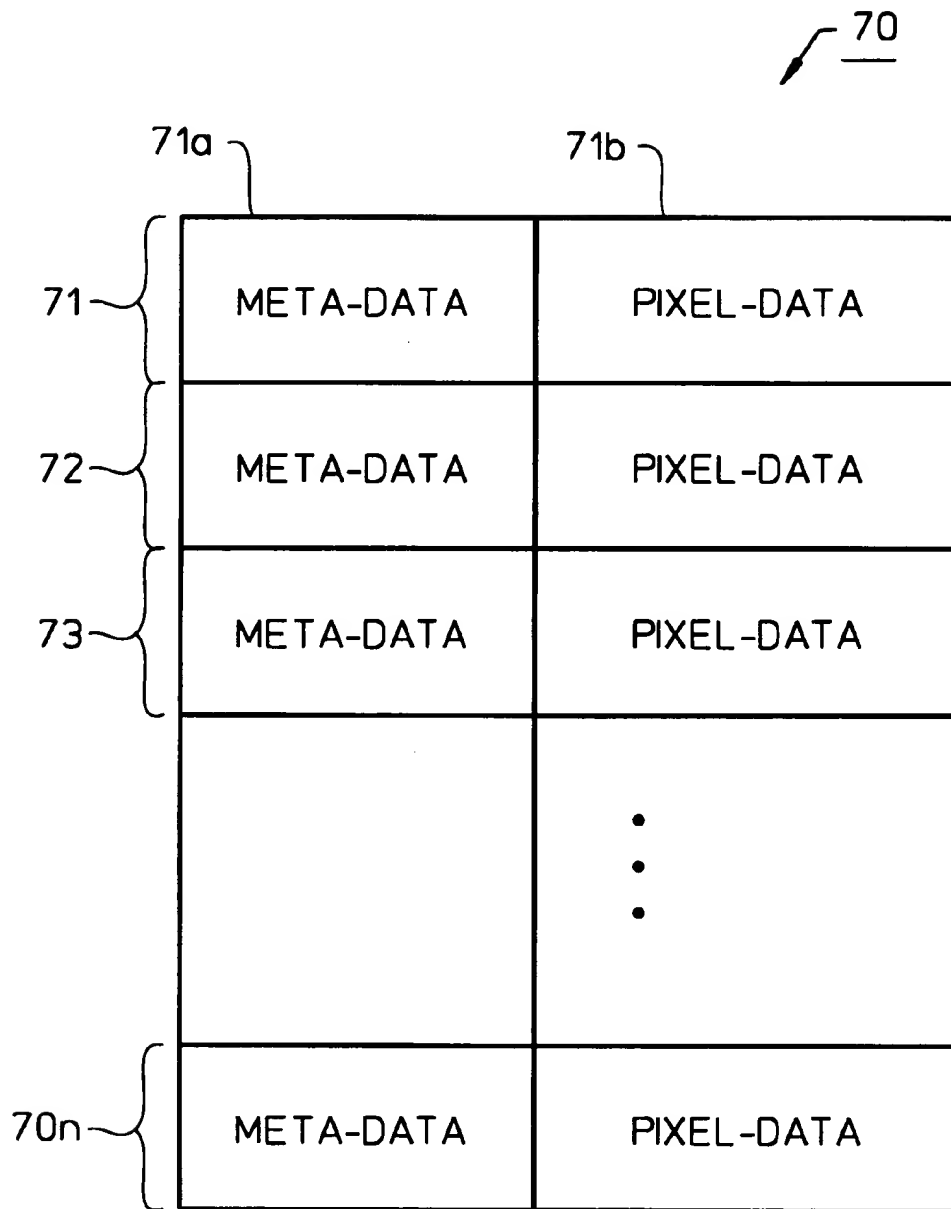 70
71a 71b
71 META-DATA PIXEL-DATA
72 META-DATA PIXEL-DATA
73 META-DATA PIXEL-DATA
70n META-DATA PIXEL-DATA